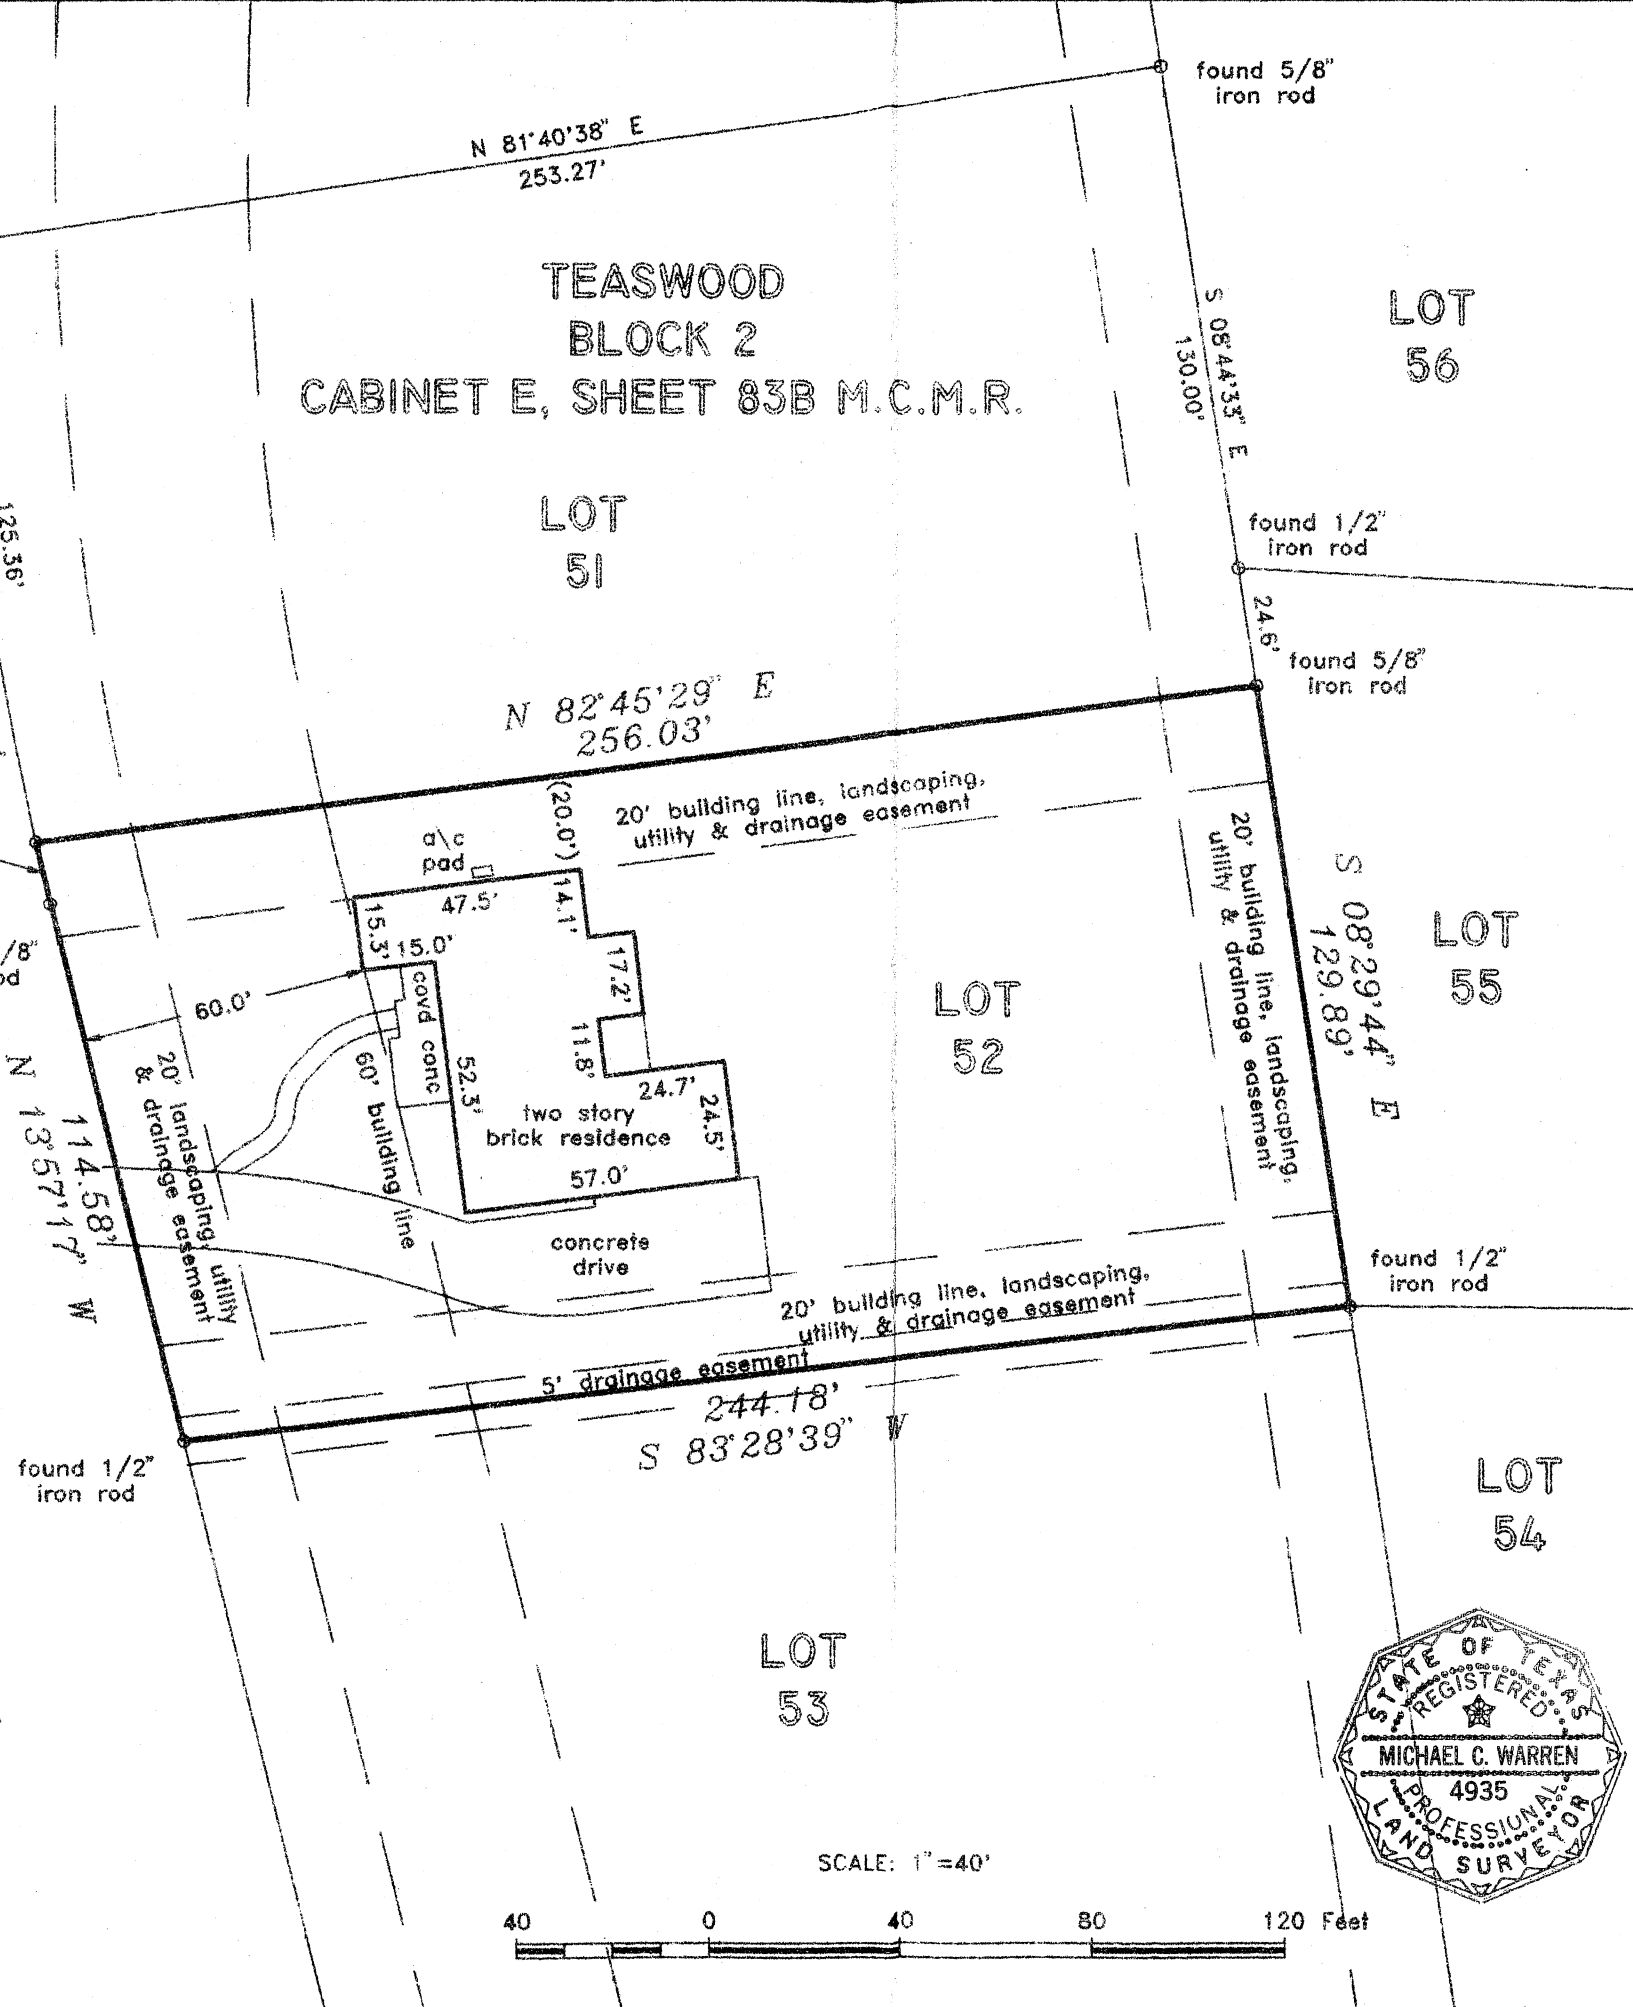 found 5/8"
iron rod
N 81°40'38" E
253.27'
TEASWOOD
BLOCK 2
CABINET E, SHEET 83B M.C.M.R.
S 08°44'33" E
130.00'
LOT
56
125.36'
LOT
51
found 1/2"
iron rod
24.6'
found 5/8"
iron rod
N 82°45'29" E
256.03'
(20.0')
20' building line, landscaping,
utility & drainage easement
a\c
pad
47.5'
14.1'
15.3'
15.0'
17.2'
/8"
od
60.0'
covd conc
11.8'
52.3'
24.7'
24.5'
two story
brick residence
57.0'
60' building line
20' landscaping, utility
& drainage easement
N 13°57'17" W
114.58'
LOT
52
20' building line, landscaping,
utility & drainage easement
S 08°29'44" E
129.89'
LOT
55
concrete
drive
20' building line, landscaping,
utility & drainage easement
found 1/2"
iron rod
5' drainage easement
244.18'
S 83°28'39" W
found 1/2"
iron rod
LOT
54
LOT
53
STATE OF TEXAS
REGISTERED
MICHAEL C. WARREN
4935
PROFESSIONAL
LAND SURVEYOR
SCALE: 1"=40'
40 0 40 80 120 Feet